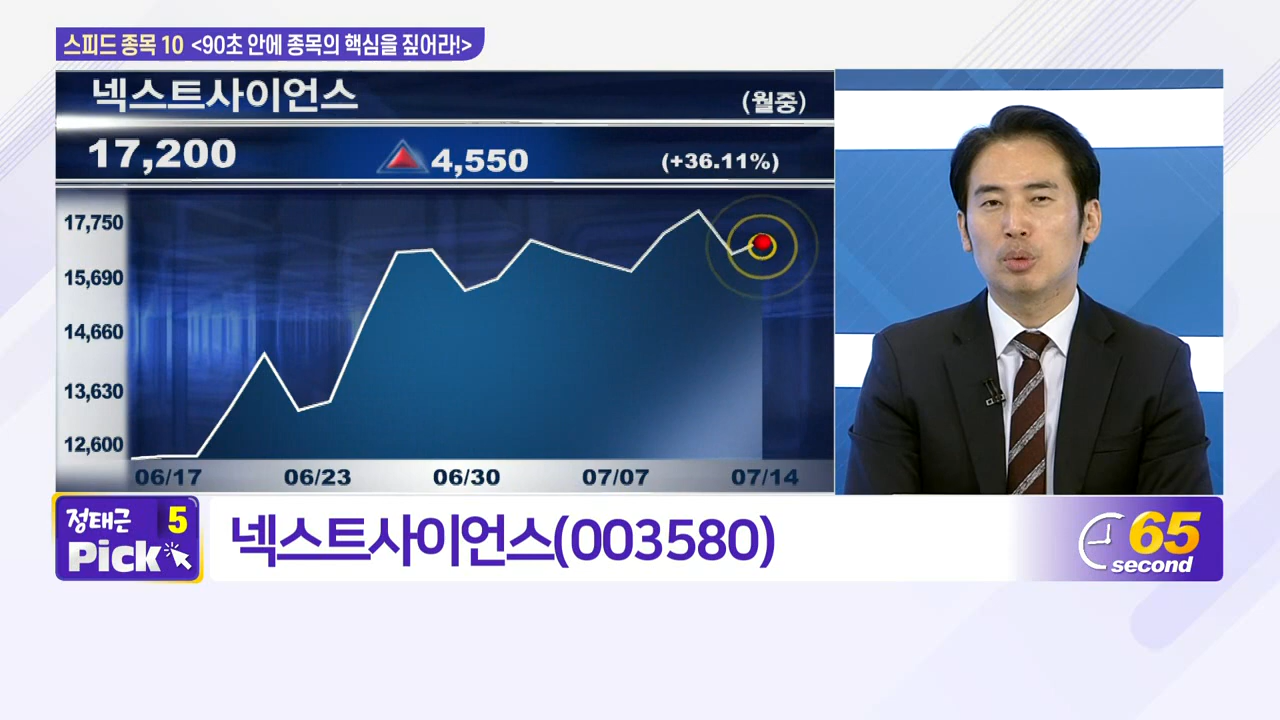 스피드 종목 10 <90초 안에 종목의 핵심을 짚어라!>
넥스트사이언스 (월중)
17,200 4,550 (+36.11%)
17,750
15,690
14,660
13,630
12,600
06/17 06/23 06/30 07/07 07/14
정태근 5
Pick
넥스트사이언스(003580)
65
second